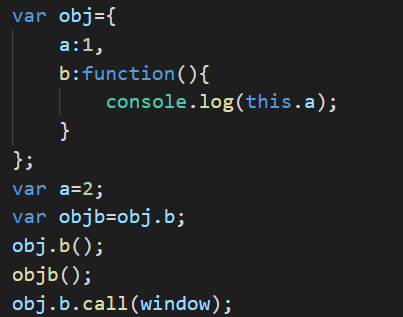 var obj={
    a:1,
    b:function(){
        console.log(this.a);
    }
};
var a=2;
var objb=obj.b;
obj.b();
objb();
obj.b.call(window);